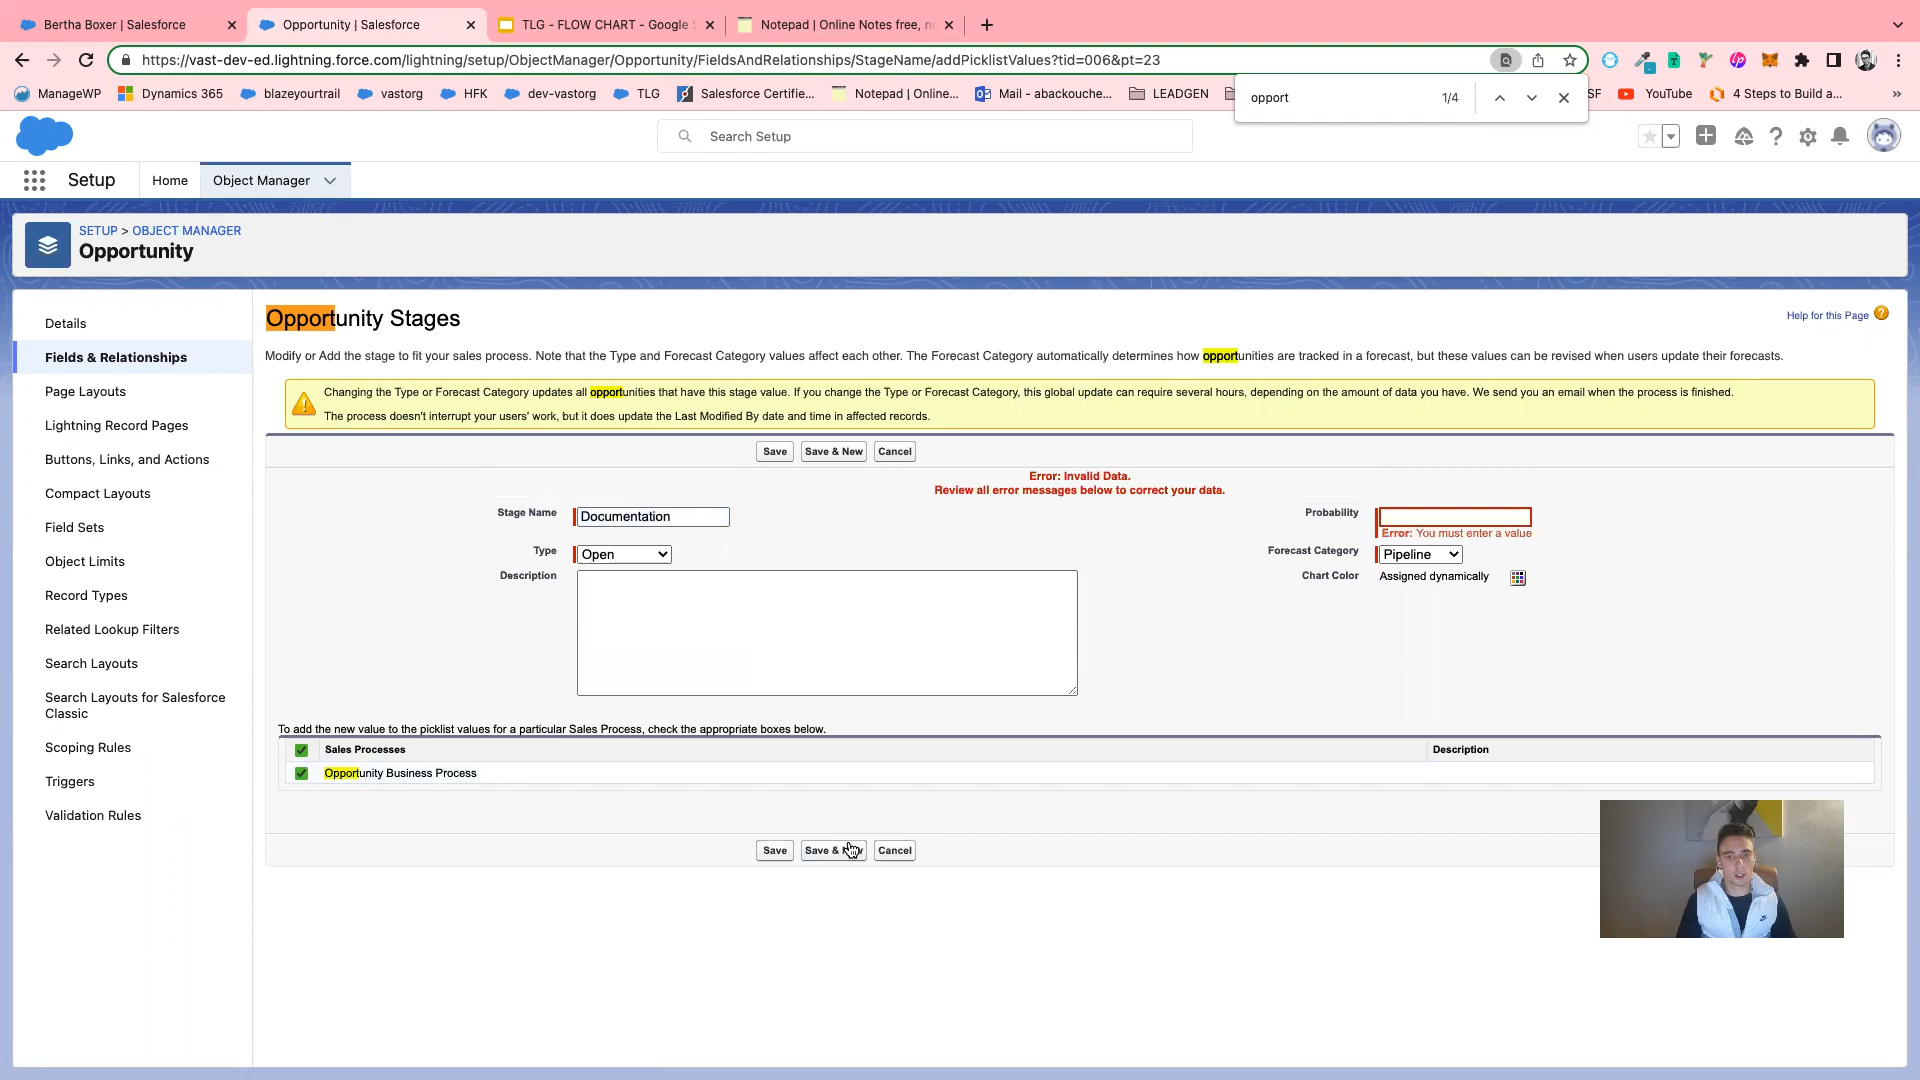 Bertha Boxer | Salesforce
Opportunity | Salesforce
TLG - FLOW CHART - Google
Notepad | Online Notes free, n
https://vast-dev-ed.lightning.force.com/lightning/setup/ObjectManager/Opportunity/FieldsAndRelationships/StageName/addPicklistValues?tid=006&pt=23
ManageWP
Dynamics 365
blazeyourtrail
vastorg
HFK
dev-vastorg
TLG
Salesforce Certifie...
Notepad | Online...
Mail - abackouche...
LEADGEN
SF
YouTube
4 Steps to Build a...
»
opport
1/4
Search Setup
Setup
Home
Object Manager
SETUP > OBJECT MANAGER
Opportunity
Details
Fields & Relationships
Page Layouts
Lightning Record Pages
Buttons, Links, and Actions
Compact Layouts
Field Sets
Object Limits
Record Types
Related Lookup Filters
Search Layouts
Search Layouts for Salesforce
Classic
Scoping Rules
Triggers
Validation Rules
Opportunity Stages
Help for this Page ?
Modify or Add the stage to fit your sales process. Note that the Type and Forecast Category values affect each other. The Forecast Category automatically determines how opportunities are tracked in a forecast, but these values can be revised when users update their forecasts.
Changing the Type or Forecast Category updates all opportunities that have this stage value. If you change the Type or Forecast Category, this global update can require several hours, depending on the amount of data you have. We send you an email when the process is finished.
The process doesn't interrupt your users' work, but it does update the Last Modified By date and time in affected records.
Save
Save & New
Cancel
Error: Invalid Data.
Review all error messages below to correct your data.
Stage Name
Documentation
Probability
Error: You must enter a value
Type
Open
Forecast Category
Pipeline
Description
Chart Color
Assigned dynamically
To add the new value to the picklist values for a particular Sales Process, check the appropriate boxes below.
Sales Processes
Description
Opportunity Business Process
Save
Save &
Cancel